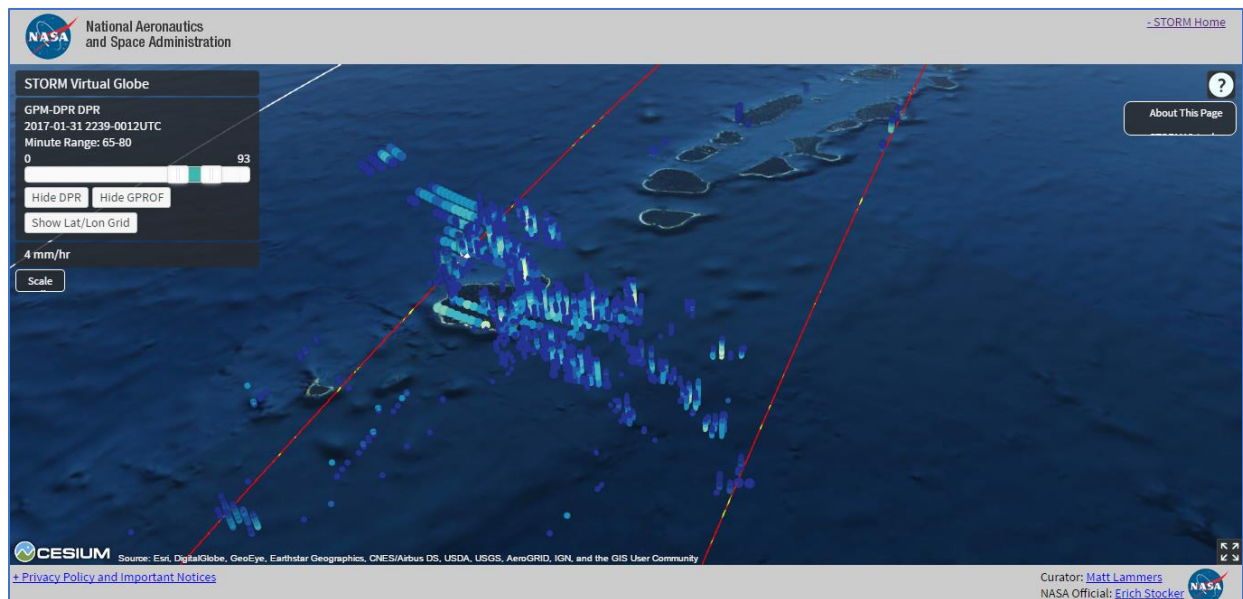 NASA
National Aeronautics
and Space Administration
- STORM Home
STORM Virtual Globe
GPM-DPR DPR
2017-01-31 2239-0012UTC
Minute Range: 65-80
0 93
Hide DPR Hide GPROF
Show Lat/Lon Grid
4 mm/hr
Scale
?
About This Page
CESIUM Source: Esri, DigitalGlobe, GeoEye, Earthstar Geographics, CNES/Airbus DS, USDA, USGS, AeroGRID, IGN, and the GIS User Community
+ Privacy Policy and Important Notices
Curator: Matt Lammers
NASA Official: Erich Stocker
NASA